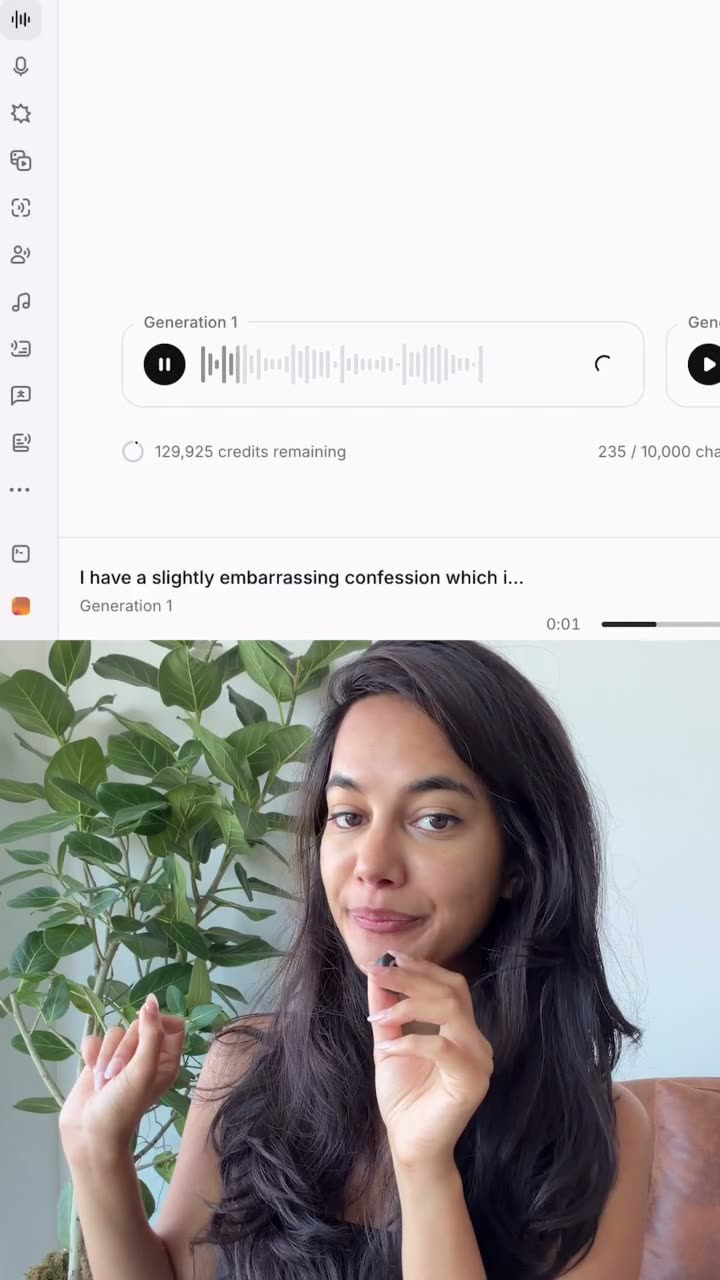 Generation 1
Gen
129,925 credits remaining
235 / 10,000 cha
I have a slightly embarrassing confession which i...
Generation 1
0:01